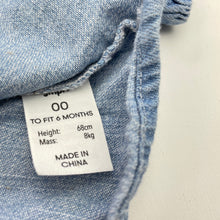 00
TO FIT 6 MONTHS
Height: 68cm
Mass: 8kg
MADE IN
CHINA